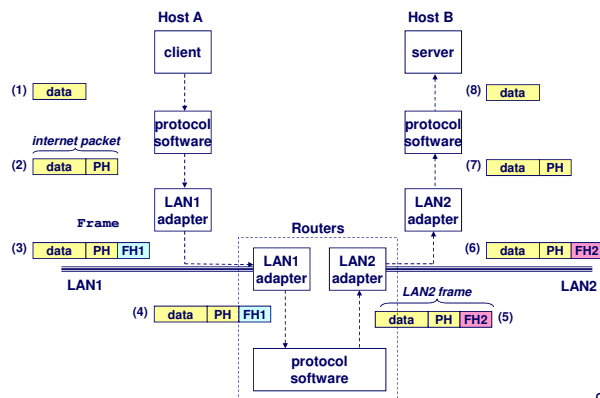 Host A
Host B
client
server
(1) data
(8) data
protocol
software
protocol
software
internet packet
(2) data PH
(7) data PH
LAN1
adapter
LAN2
adapter
Frame
Routers
(3) data PH FH1
(6) data PH FH2
LAN1
adapter
LAN2
adapter
LAN1
LAN2
LAN2 frame
(4) data PH FH1
data PH FH2 (5)
protocol
software